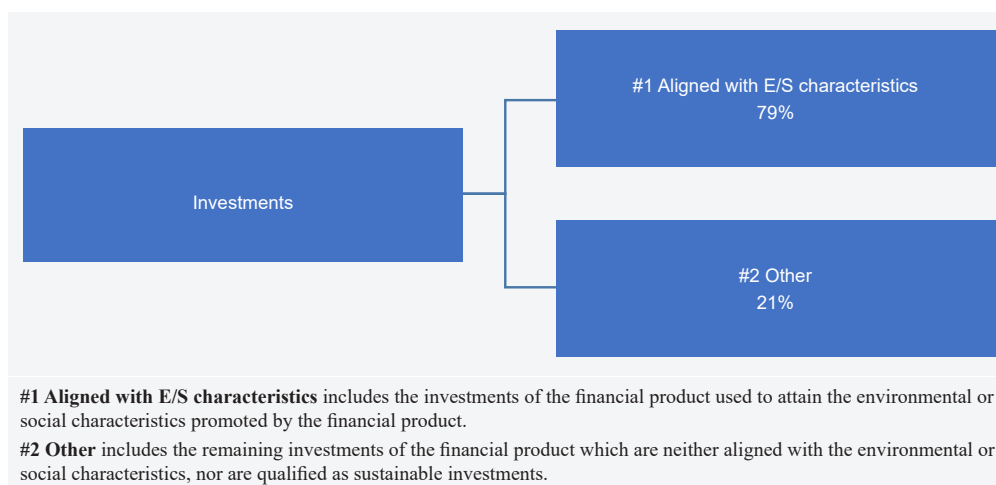 #1 Aligned with E/S characteristics
79%
Investments
#2 Other
21%
#1 Aligned with E/S characteristics includes the investments of the financial product used to attain the environmental or
social characteristics promoted by the financial product.
#2 Other includes the remaining investments of the financial product which are neither aligned with the environmental or
social characteristics, nor are qualified as sustainable investments.